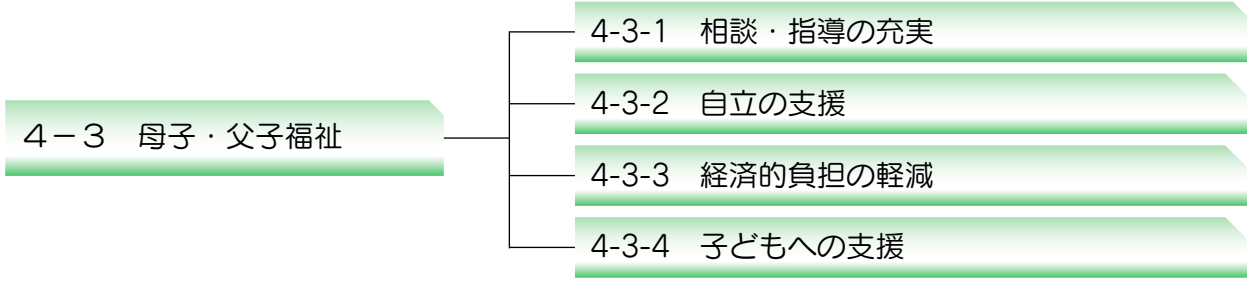 4-3-1　相談・指導の充実
4-3-2　自立の支援
４－３　母子・父子福祉
4-3-3　経済的負担の軽減
4-3-4　子どもへの支援